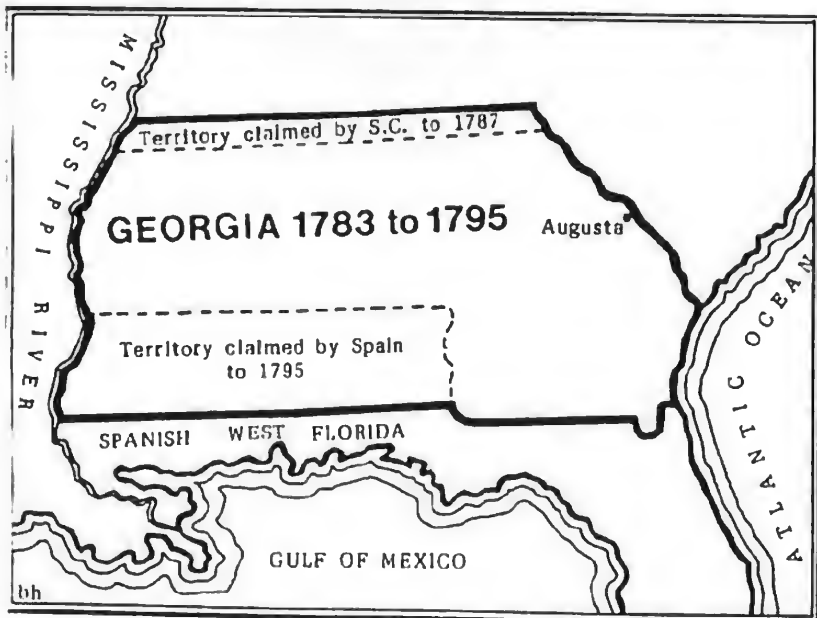 MISSISSIPPI RIVER
Territory claimed by S.C. to 1787
GEORGIA 1783 to 1795
Augusta
ATLANTIC OCEAN
Territory claimed by Spain
to 1795
SPANISH WEST FLORIDA
GULF OF MEXICO
bh